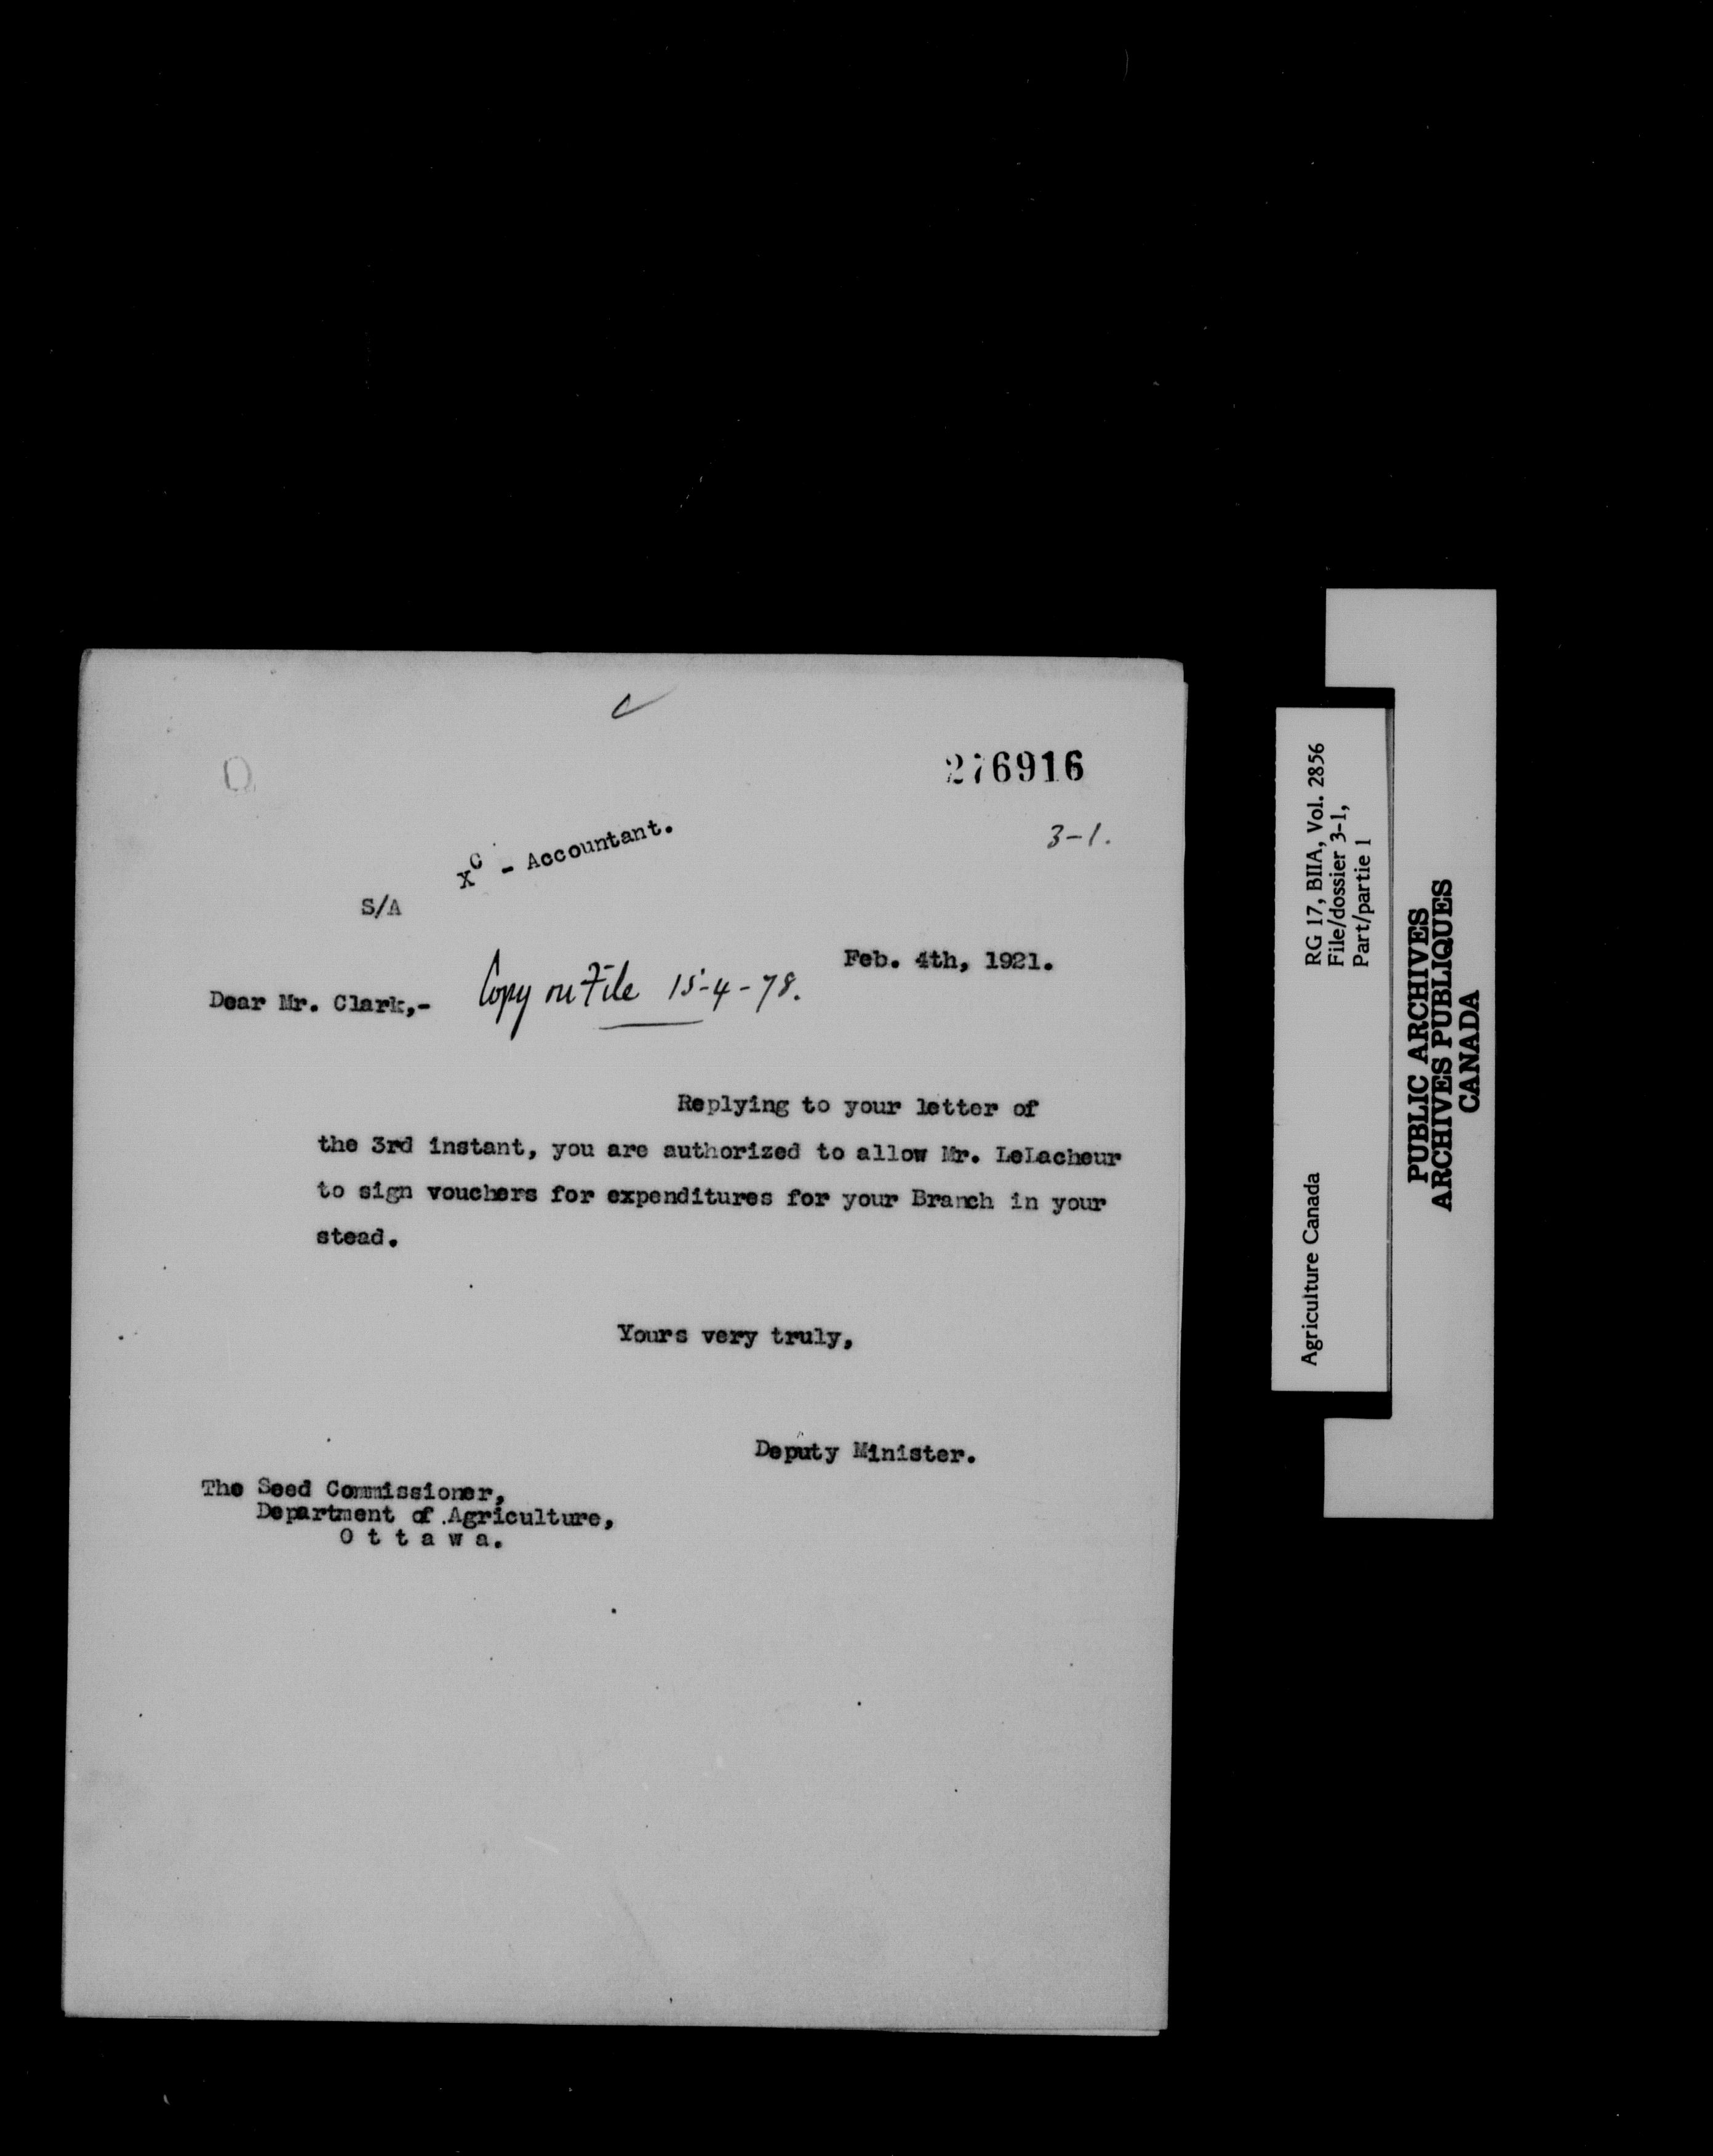 276916
3-1.
xC - Accountant.
S/A
Feb. 4th, 1921.
Dear Mr. Clark,-
Copy on File 15-4-78.
Replying to your letter of
the 3rd instant, you are authorized to allow Mr. LeLacheur
to sign vouchers for expenditures for your Branch in your
stead.
Yours very truly,
Deputy Minister.
The Seed Commissioner,
Department of Agriculture,
O t t a w a.
Agriculture Canada
RG 17, BIIA, Vol. 2856
File/dossier 3-1,
Part/partie 1
PUBLIC ARCHIVES
ARCHIVES PUBLIQUES
CANADA